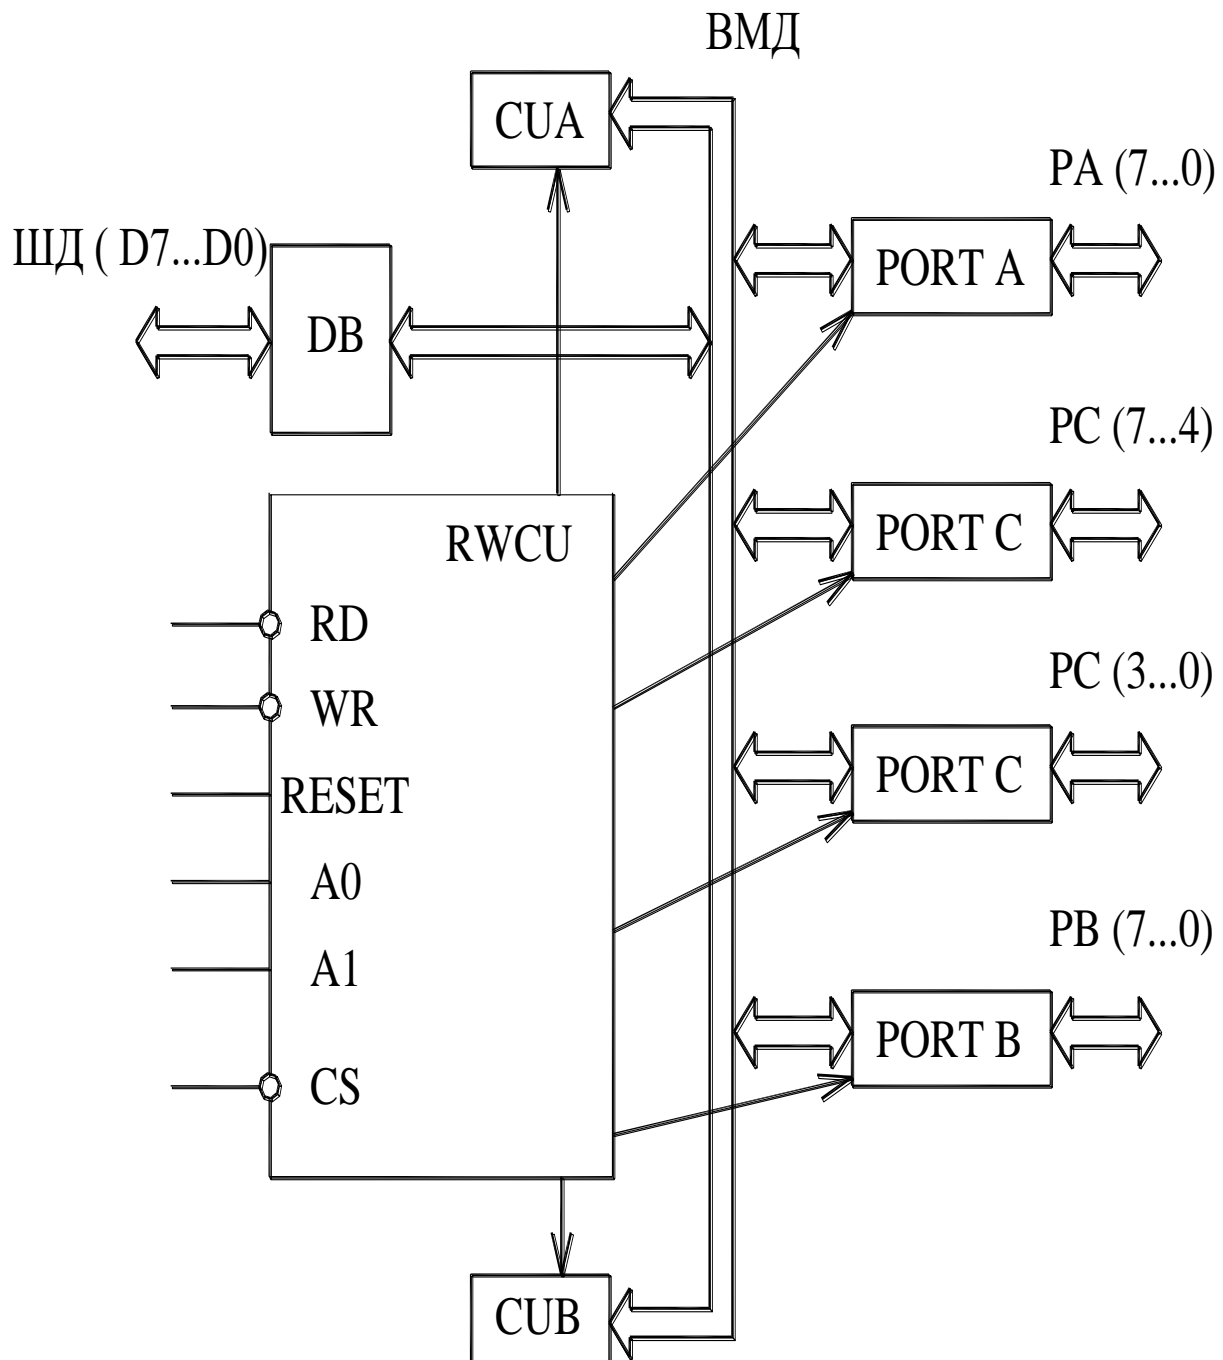 ВМД
CUA
PA (7...0)
ШД ( D7...D0)
PORT A
DB
PC (7...4)
RWCU
PORT C
RD
PC (3...0)
WR
PORT C
RESET
A0
PB (7...0)
A1
PORT B
CS
CUB